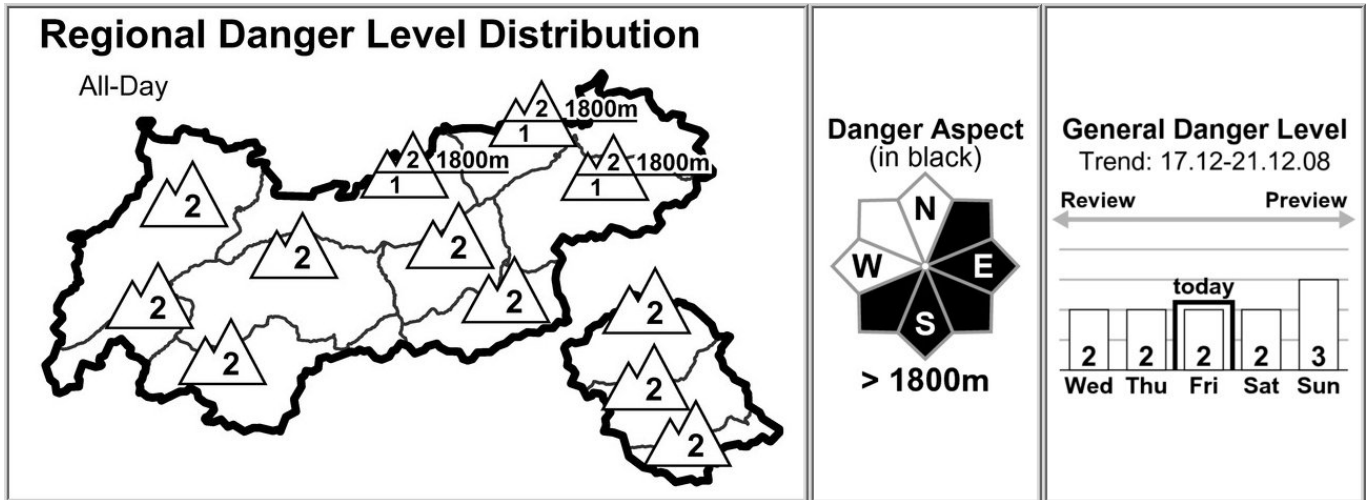 Regional Danger Level Distribution
All-Day
2 1800m
1
2 1800m
1
2 1800m
1
2
2
2
2
2
2
2
2
2
Danger Aspect
(in black)
N
W E
S
> 1800m
General Danger Level
Trend: 17.12-21.12.08
Review Preview
today
2 2 2 2 3
Wed Thu Fri Sat Sun